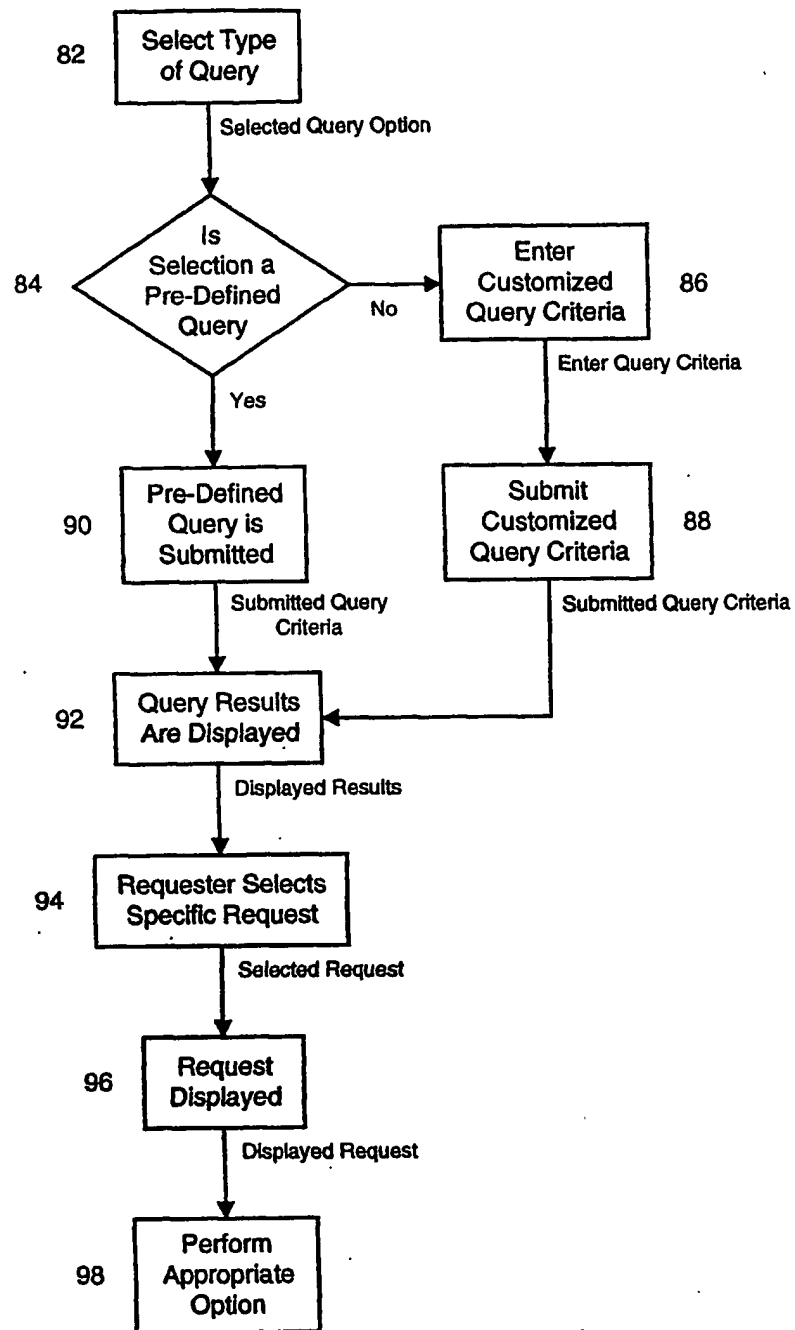 82
Select Type
of Query
Selected Query Option
84
Is
Selection a
Pre-Defined
Query
No
Enter
Customized
Query Criteria
86
Enter Query Criteria
Yes
90
Pre-Defined
Query is
Submitted
Submit
Customized
Query Criteria
88
Submitted Query
Criteria
Submitted Query Criteria
92
Query Results
Are Displayed
Displayed Results
94
Requester Selects
Specific Request
Selected Request
96
Request
Displayed
Displayed Request
98
Perform
Appropriate
Option